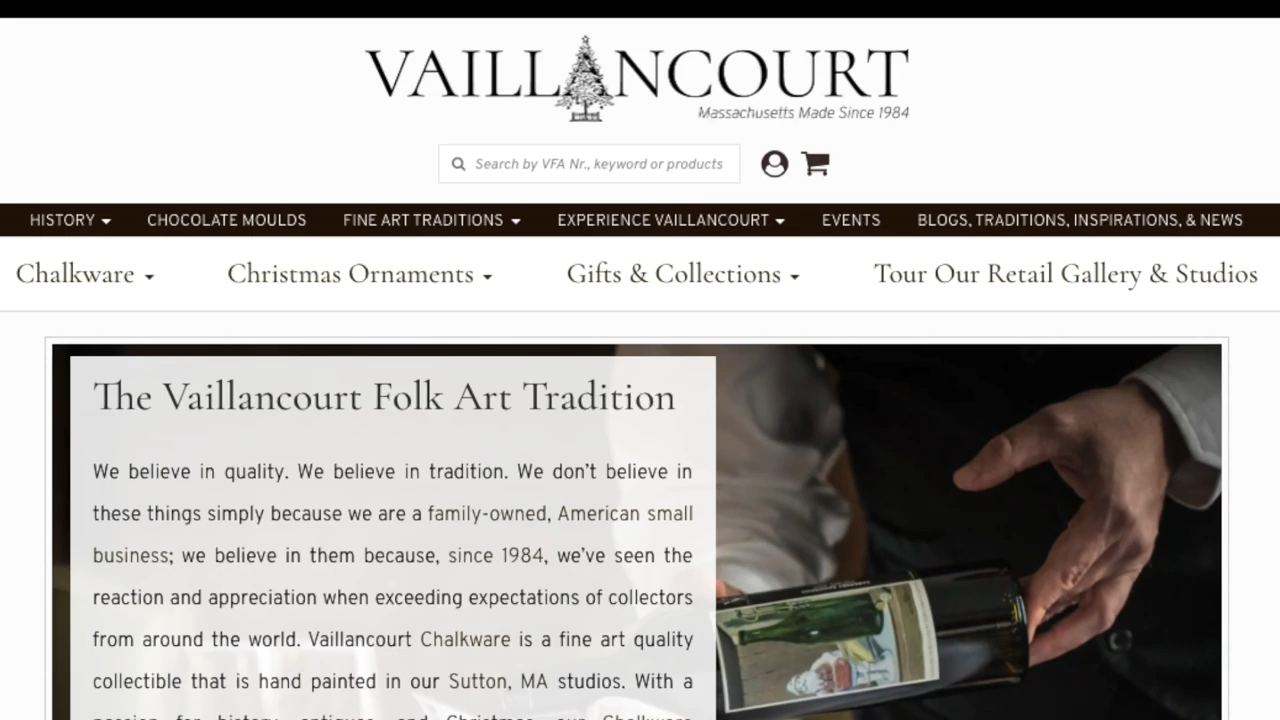 VAILLANCOURT
Massachusetts Made Since 1984
Search by VFA Nr., keyword or products
HISTORY CHOCOLATE MOULDS FINE ART TRADITIONS EXPERIENCE VAILLANCOURT EVENTS BLOGS, TRADITIONS, INSPIRATIONS, & NEWS
Chalkware Christmas Ornaments Gifts & Collections Tour Our Retail Gallery & Studios
The Vaillancourt Folk Art Tradition
We believe in quality. We believe in tradition. We don't believe in
these things simply because we are a family-owned, American small
business; we believe in them because, since 1984, we've seen the
reaction and appreciation when exceeding expectations of collectors
from around the world. Vaillancourt Chalkware is a fine art quality
collectible that is hand painted in our Sutton, MA studios. With a